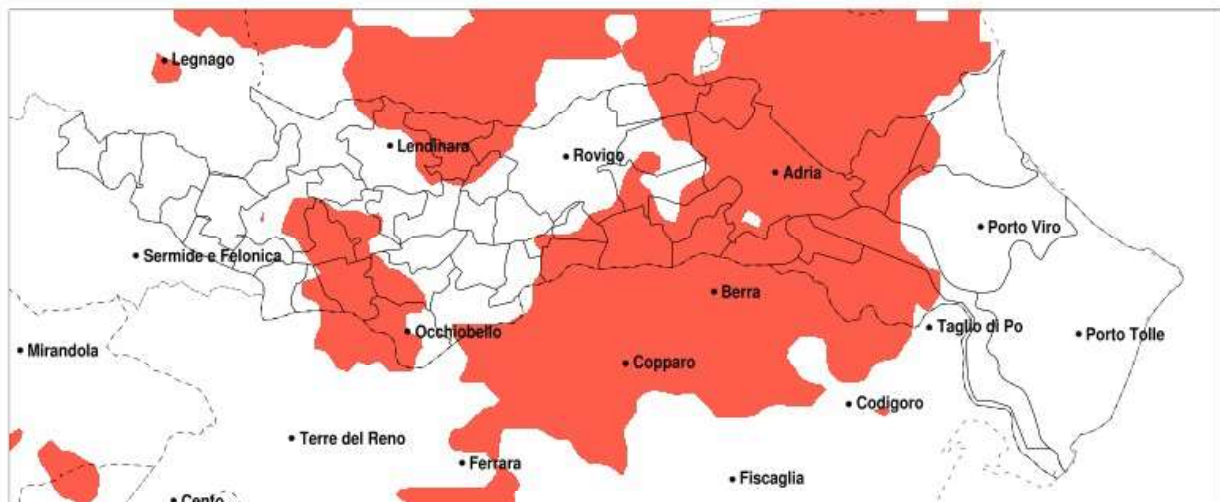 Legnago
Lendinara
Rovigo
Adria
Porto Viro
Sermide e Felonica
Berra
Occhiobello
Taglio di Po
Porto Tolle
Mirandola
Copparo
Codigoro
Terre del Reno
Ferrara
Fiscaglia
Cento